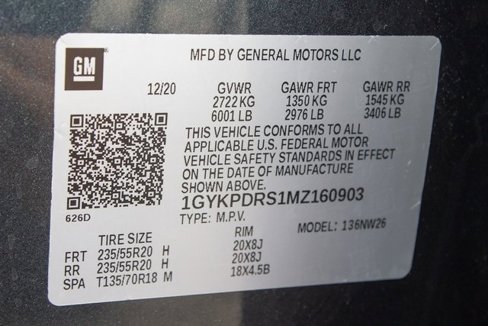 GM
MFD BY GENERAL MOTORS LLC
12/20 GVWR GAWR FRT GAWR RR
2722 KG 1350 KG 1545 KG
6001 LB 2976 LB 3406 LB
THIS VEHICLE CONFORMS TO ALL
APPLICABLE U.S. FEDERAL MOTOR
VEHICLE SAFETY STANDARDS IN EFFECT
ON THE DATE OF MANUFACTURE
SHOWN ABOVE.
626D
1GYKPDRS1MZ160903
TYPE: M.P.V. MODEL: 136NW26
TIRE SIZE RIM
FRT 235/55R20 H 20X8J
RR 235/55R20 H 20X8J
SPA T135/70R18 M 18X4.5B